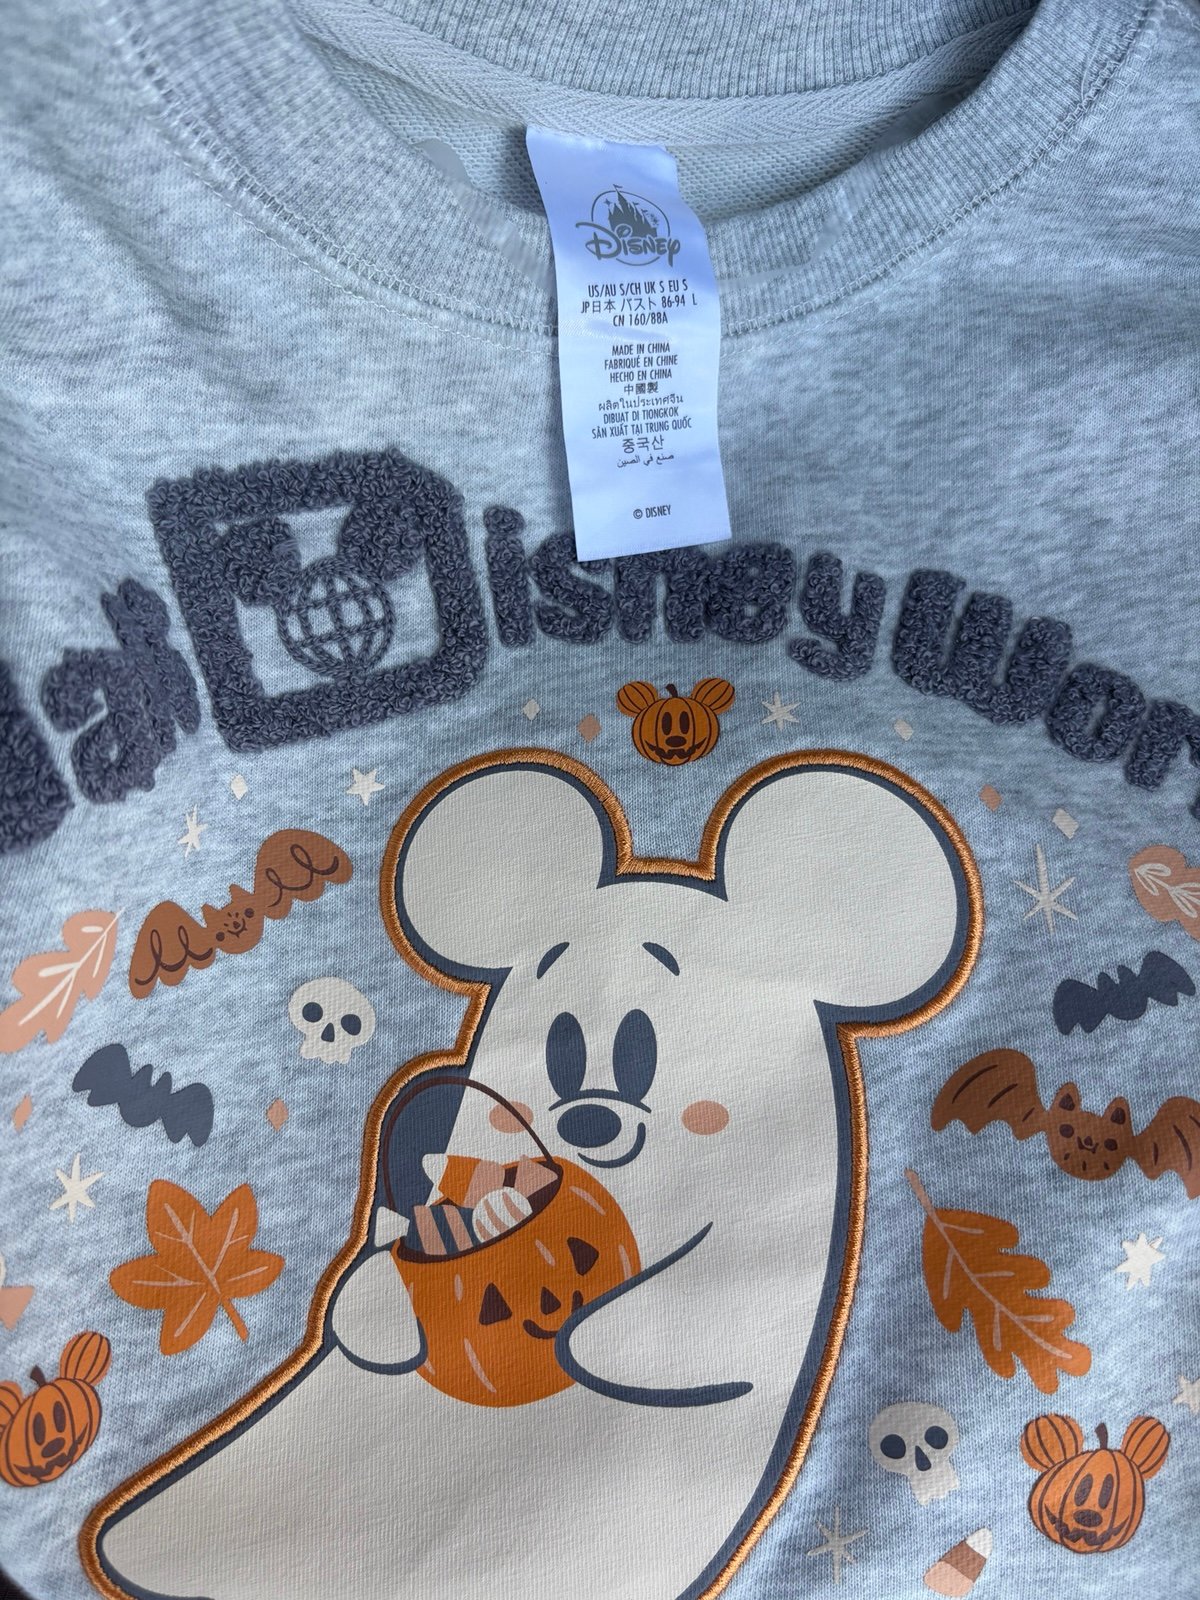 DISNEY
US/AU S/CH UK S EU S
JP日本 バスト 86-94 L
CN 160/88A
MADE IN CHINA
FABRIQUÉ EN CHINE
HECHO EN CHINA
中國製
ผลิตในประเทศจีน
DIBUAT DI TIONGKOK
SẢN XUẤT TẠI TRUNG QUỐC
중국산
صنع في الصين
© DISNEY
Walt Disney Wor